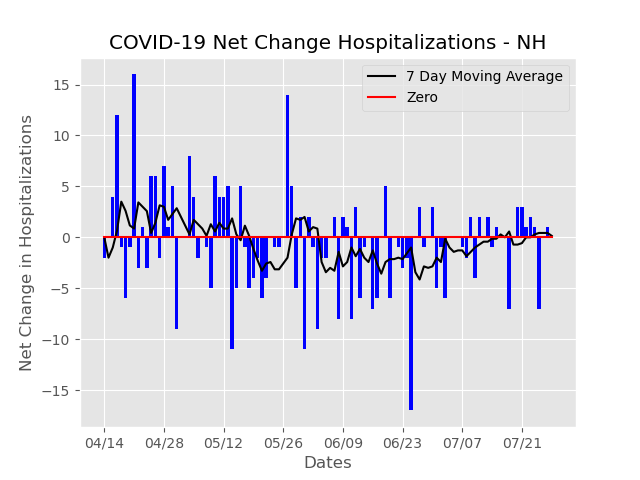 COVID-19 Net Change Hospitalizations - NH
7 Day Moving Average
Zero
Net Change in Hospitalizations
15
10
5
0
−5
−10
−15
04/14 04/28 05/12 05/26 06/09 06/23 07/07 07/21
Dates